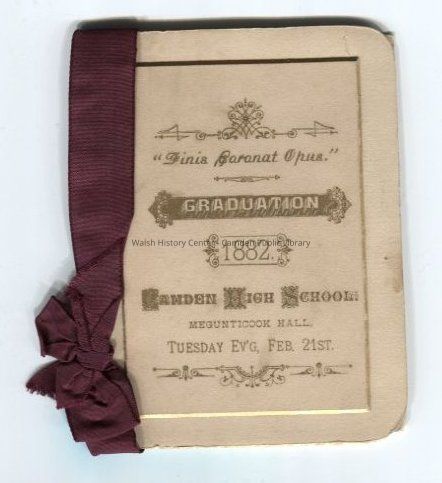 "Finis Coronat Opus."
GRADUATION
Walsh History Center - Camden Public Library
1882.
CAMDEN HIGH SCHOOL:
MEGUNTICOOK HALL,
TUESDAY EV'G, FEB. 21ST.